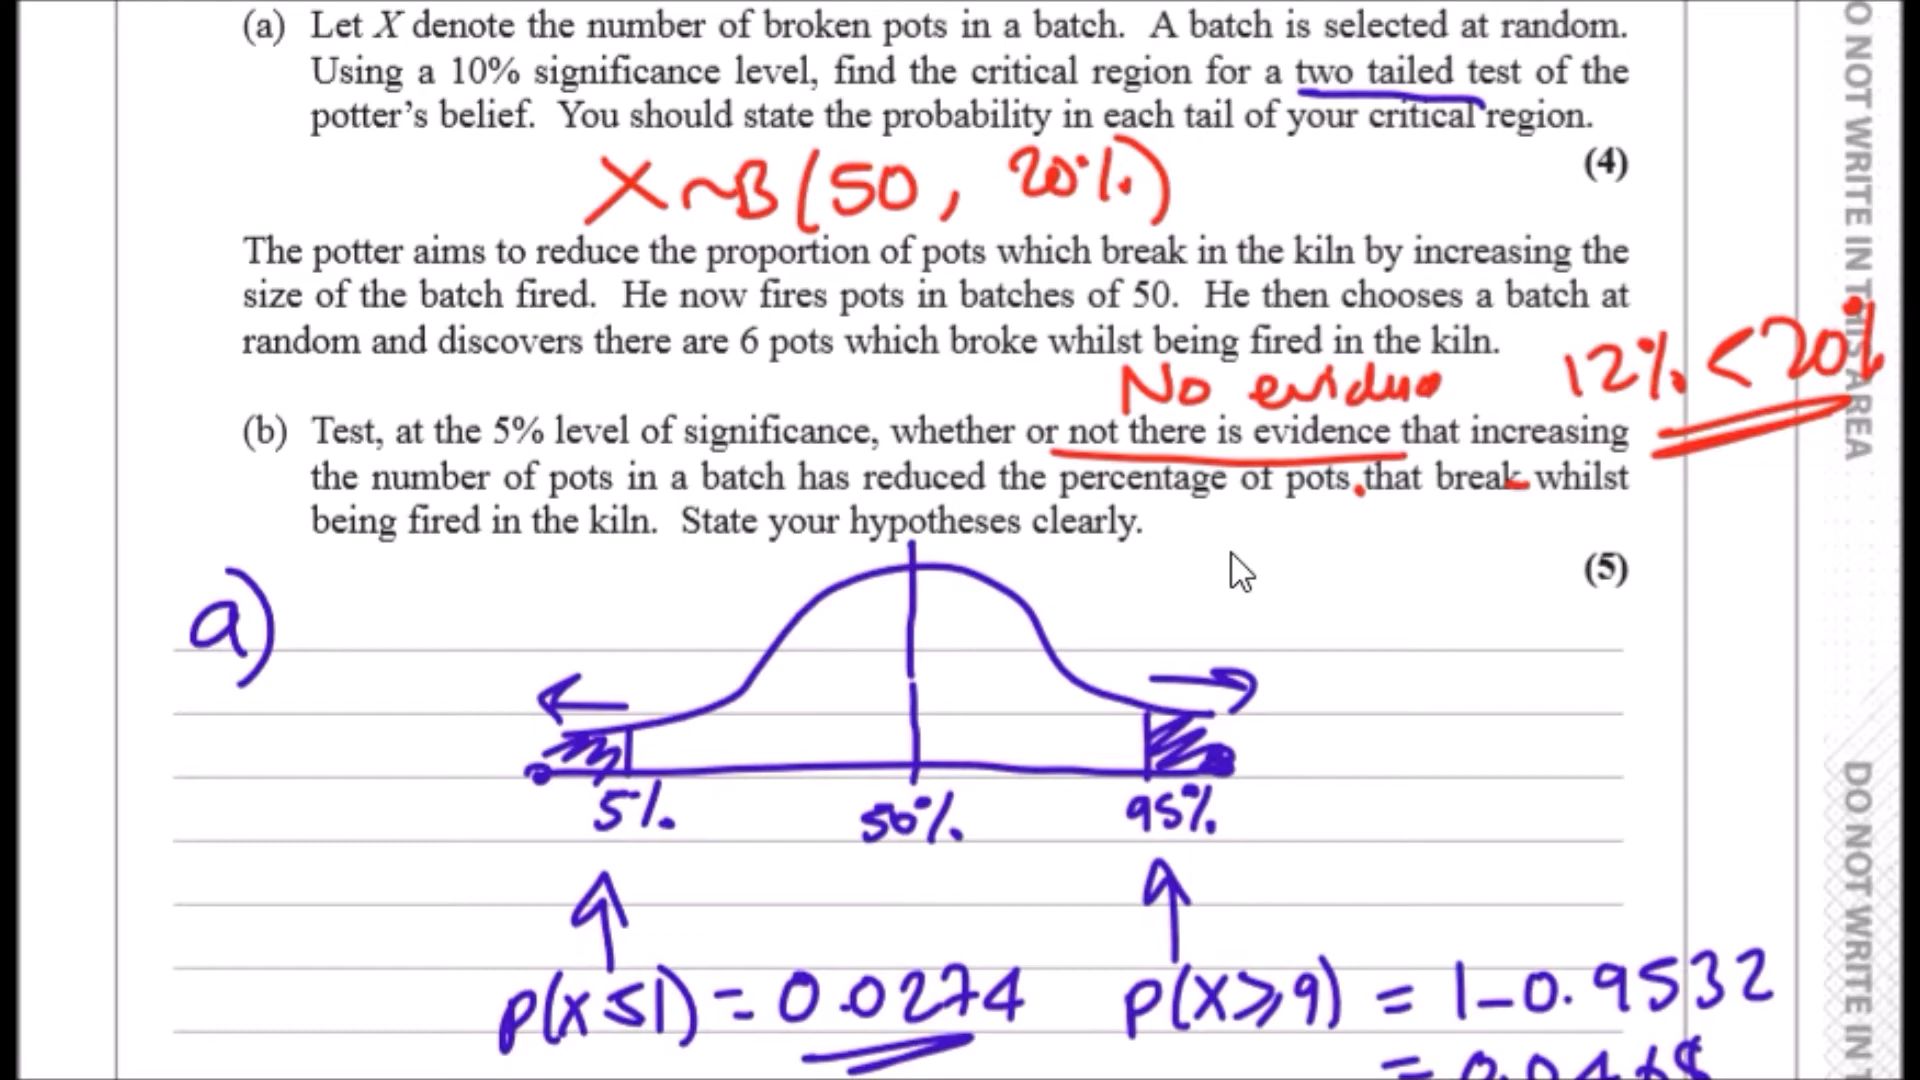 (a) Let X denote the number of broken pots in a batch. A batch is selected at random.
Using a 10% significance level, find the critical region for a two tailed test of the
potter's belief. You should state the probability in each tail of your critical region.
(4)
X~B(50, 20%)
The potter aims to reduce the proportion of pots which break in the kiln by increasing the
size of the batch fired. He now fires pots in batches of 50. He then chooses a batch at
random and discovers there are 6 pots which broke whilst being fired in the kiln.
12% < 20%
No
(b) Test, at the 5% level of significance, whether or not there is evidence that increasing
the number of pots in a batch has reduced the percentage of pots that break whilst
being fired in the kiln. State your hypotheses clearly.
(5)
a)
5% 50% 95%
p(x≤1) = 0.0274 p(x≥9) = 1-0.9532
=
O NOT WRITE IN THIS AREA
DO NOT WRITE IN T